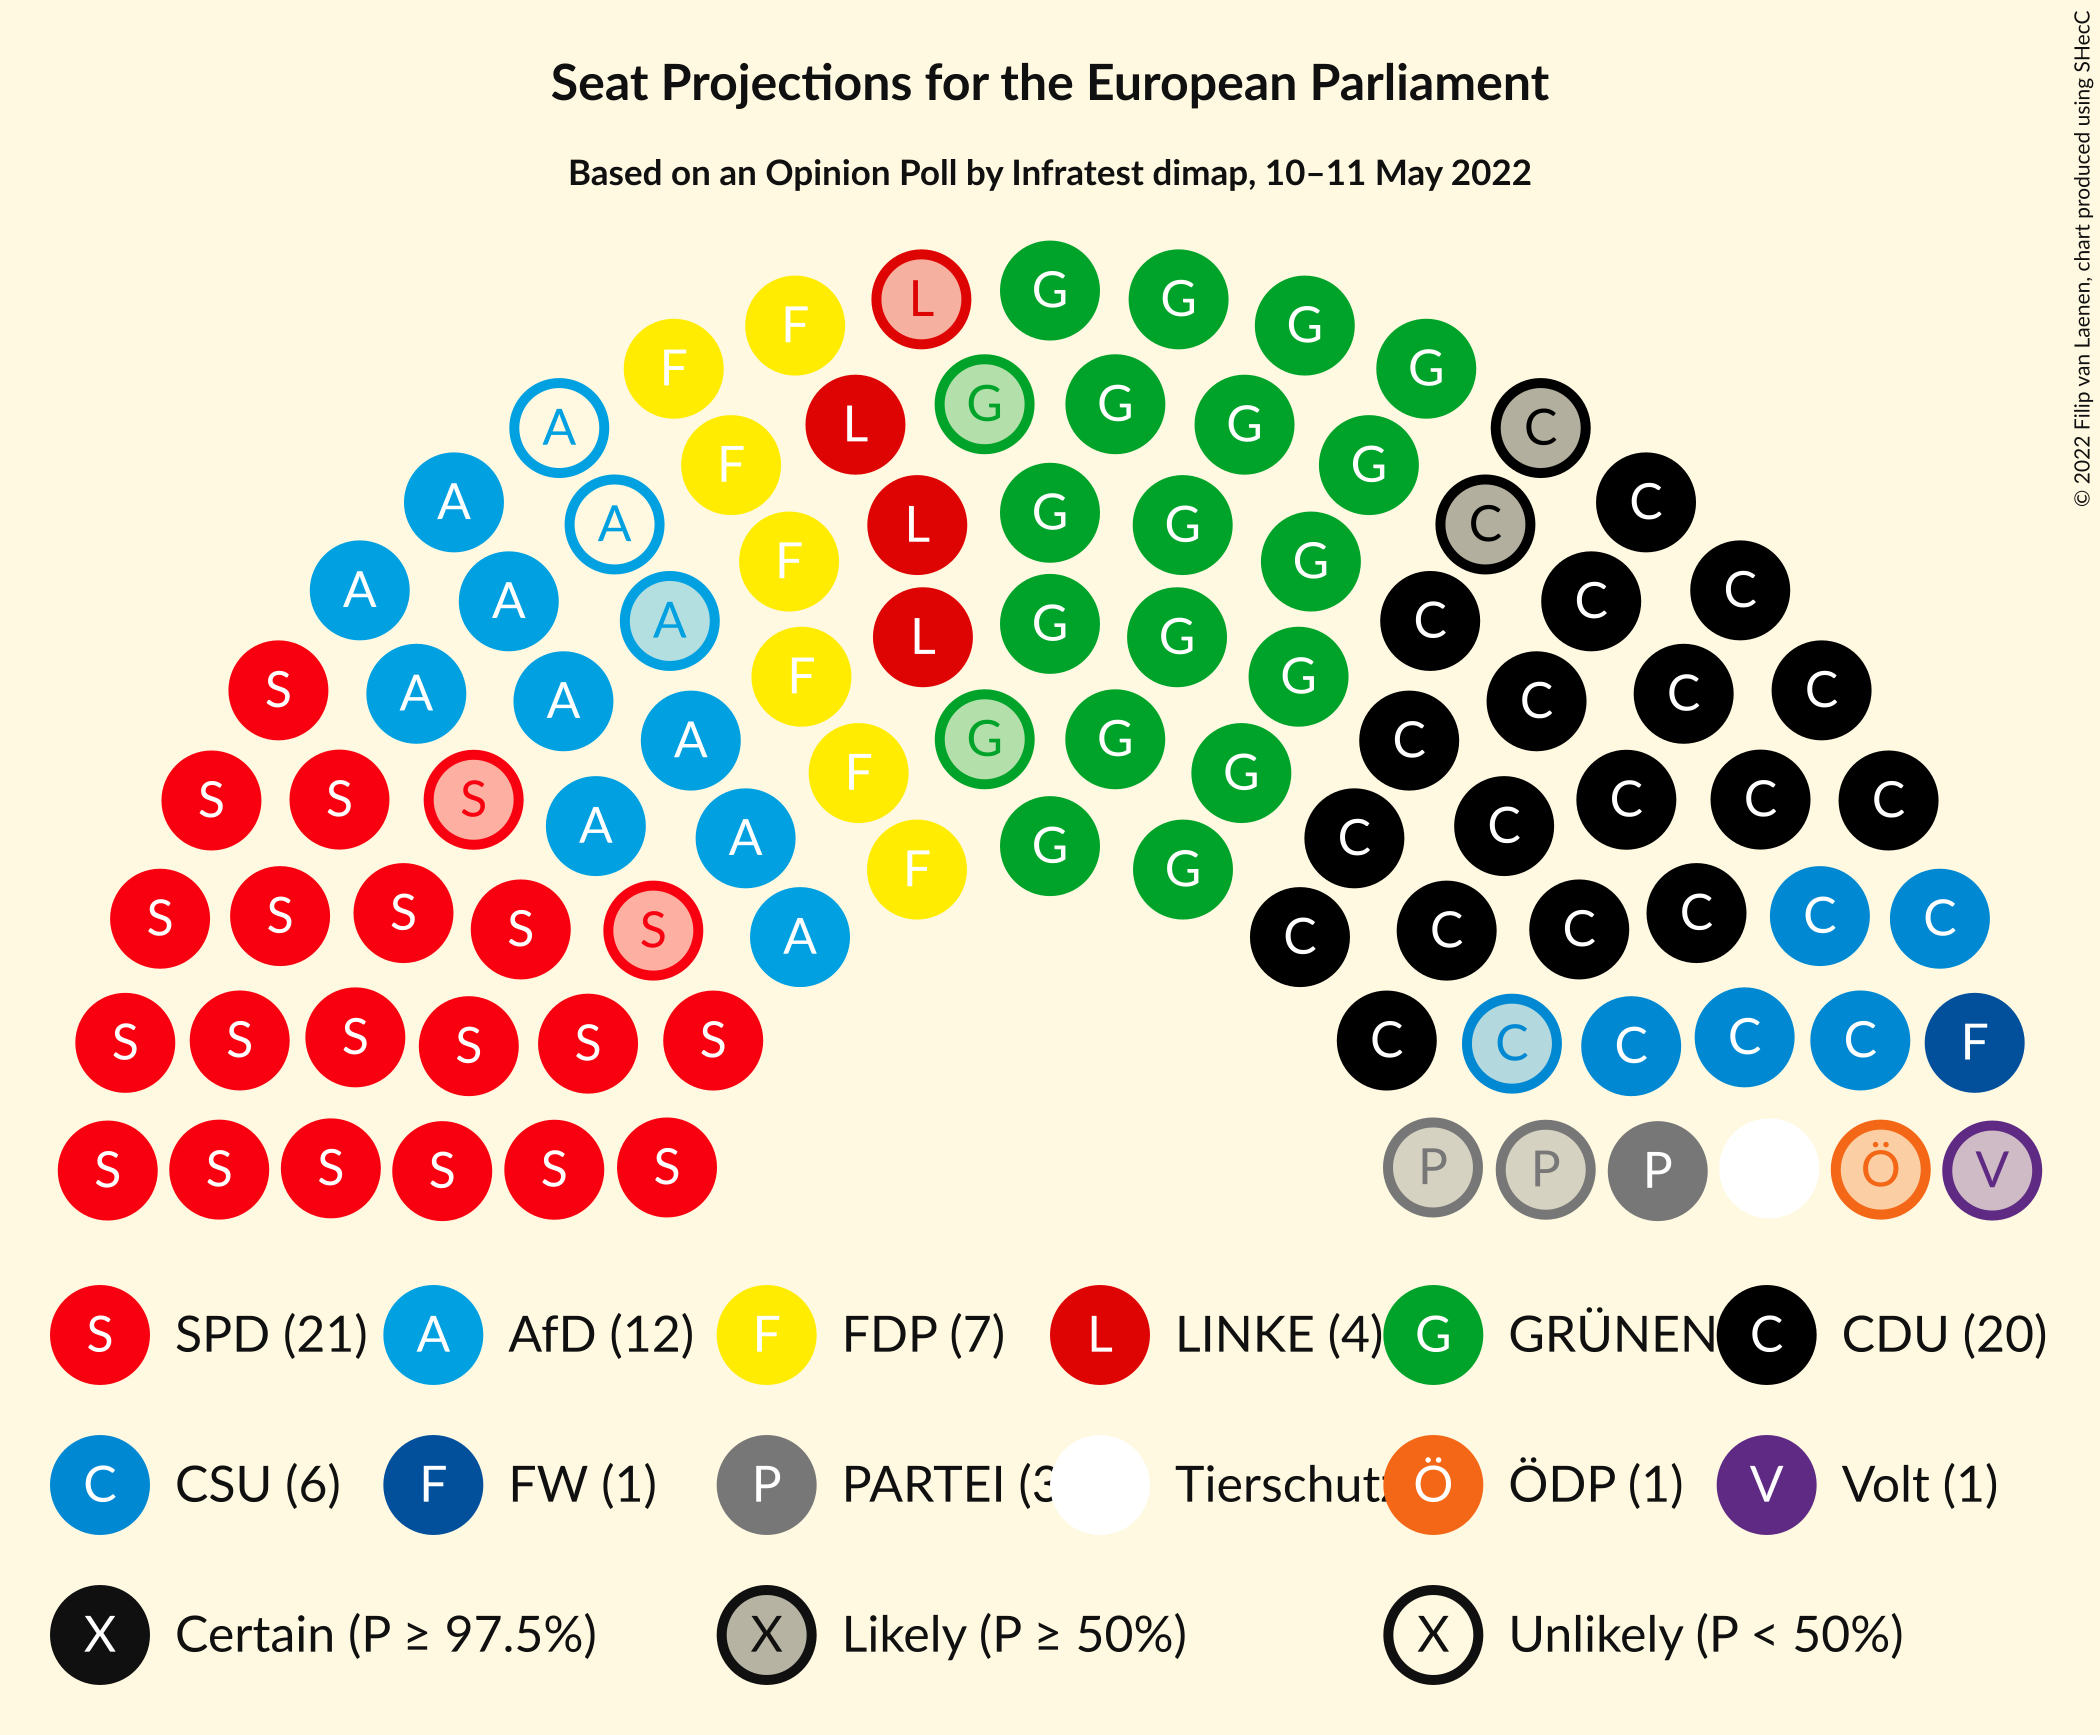 Seat Projections for the European Parliament
Based on an Opinion Poll by Infratest dimap, 10–11 May 2022
© 2022 Filip van Laenen, chart produced using SHecC
L G G G G
F F
L G G G G
A F C
A F L G G G C C
A A A F L G G G C C C
S A A A F G G G C C C C
S S S A A F G G C C C C C
S S S S S A C C C C C C
S S S S S S C C C C C F
S S S S S S P P P Ö V
S SPD (21) A AfD (12) F FDP (7) L LINKE (4) G GRÜNEN C CDU (20)
C CSU (6) F FW (1) P PARTEI (3 Tierschutz Ö ÖDP (1) V Volt (1)
X Certain (P ≥ 97.5%) X Likely (P ≥ 50%) X Unlikely (P < 50%)